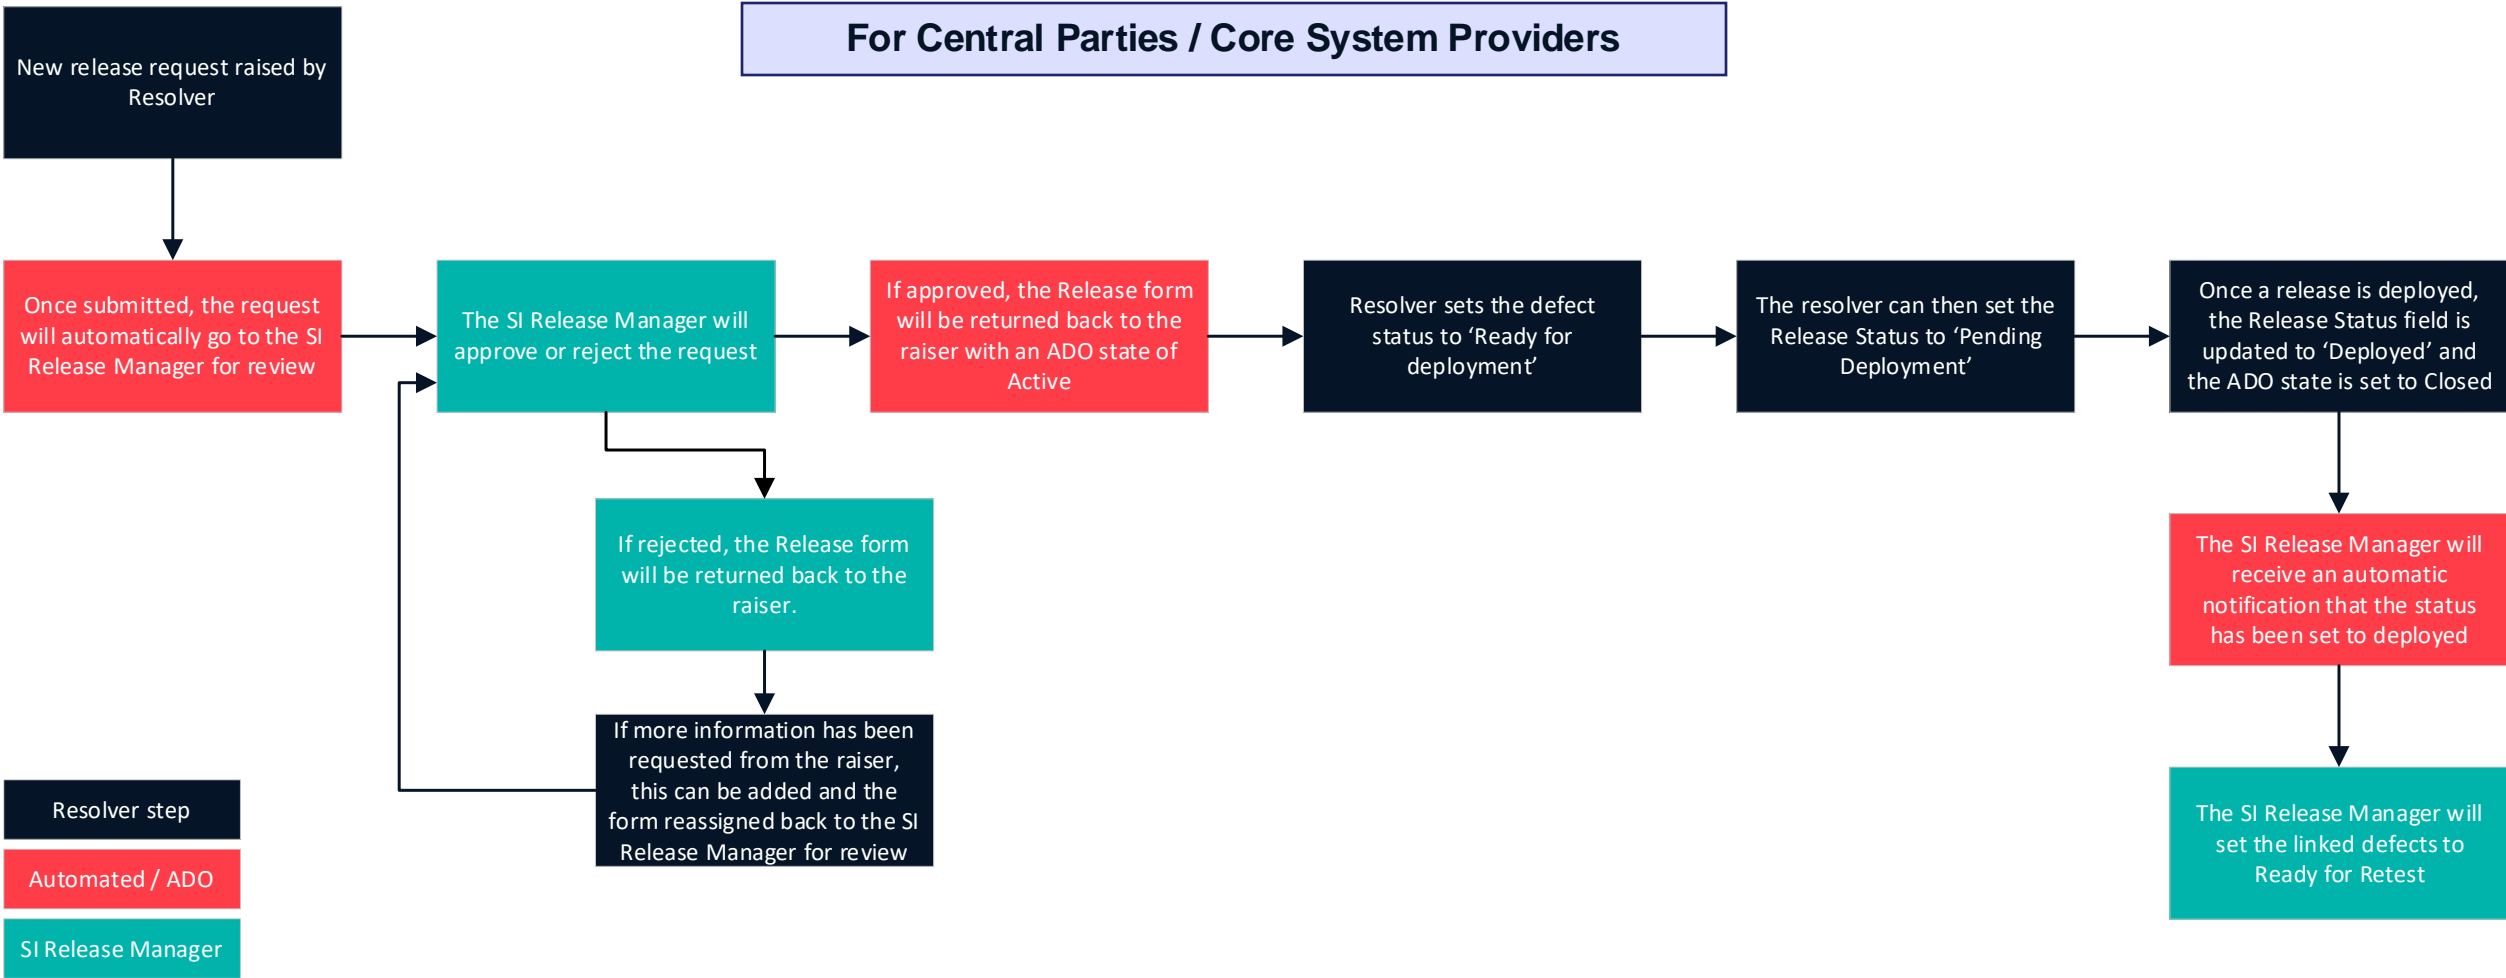 For Central Parties / Core System Providers
New release request raised by
Resolver
Once submitted, the request
will automatically go to the SI
Release Manager for review
The SI Release Manager will
approve or reject the request
If approved, the Release form
will be returned back to the
raiser with an ADO state of
Active
Resolver sets the defect
status to ‘Ready for
deployment’
The resolver can then set the
Release Status to ‘Pending
Deployment’
Once a release is deployed,
the Release Status field is
updated to ‘Deployed’ and
the ADO state is set to Closed
If rejected, the Release form
will be returned back to the
raiser.
The SI Release Manager will
receive an automatic
notification that the status
has been set to deployed
If more information has been
requested from the raiser,
this can be added and the
form reassigned back to the SI
Release Manager for review
The SI Release Manager will
set the linked defects to
Ready for Retest
Resolver step
Automated / ADO
SI Release Manager